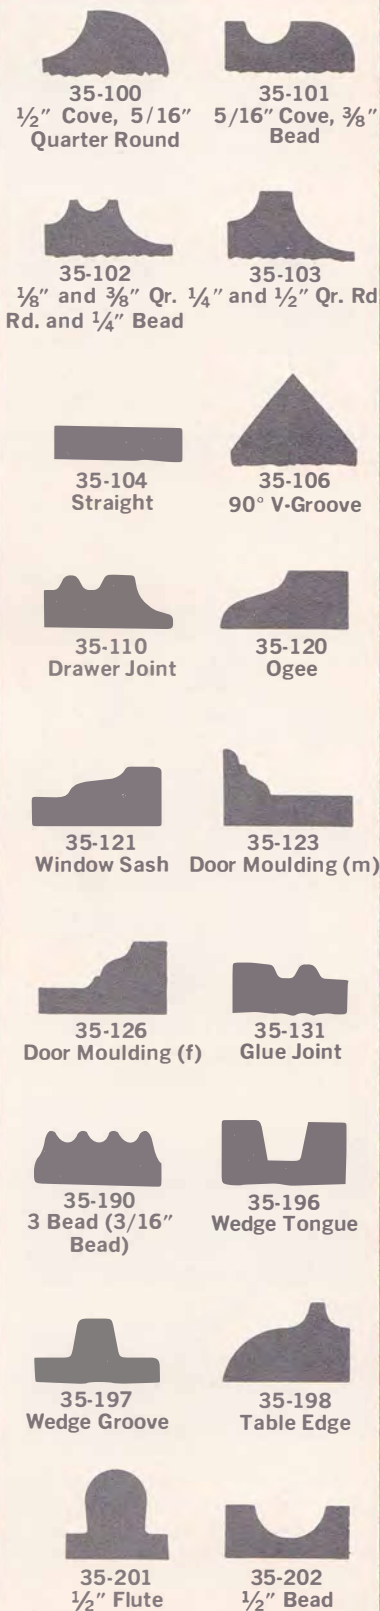 35-100
½″ Cove, 5/16″
Quarter Round
35-101
5/16″ Cove, ⅜″
Bead
35-102
⅛″ and ⅜″ Qr.
Rd. and ¼″ Bead
35-103
¼″ and ½″ Qr. Rd
35-104
Straight
35-106
90° V-Groove
35-110
Drawer Joint
35-120
Ogee
35-121
Window Sash
35-123
Door Moulding (m)
35-126
Door Moulding (f)
35-131
Glue Joint
35-190
3 Bead (3/16″
Bead)
35-196
Wedge Tongue
35-197
Wedge Groove
35-198
Table Edge
35-201
½″ Flute
35-202
½″ Bead